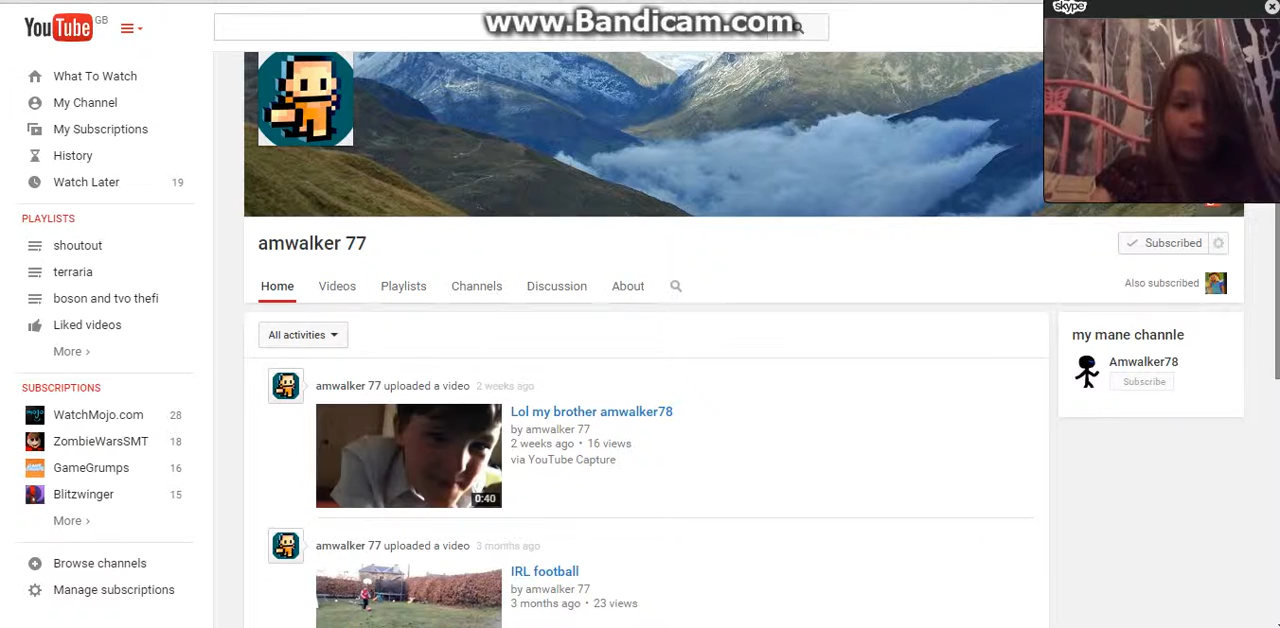 www.Bandicam.com
skype
YouTube GB
What To Watch
My Channel
My Subscriptions
History
Watch Later 19
PLAYLISTS
shoutout
terraria
boson and tvo thefi
Liked videos
More ›
SUBSCRIPTIONS
WatchMojo.com 28
ZombieWarsSMT 18
GameGrumps 16
Blitzwinger 15
More ›
Browse channels
Manage subscriptions
amwalker 77
Subscribed
Home Videos Playlists Channels Discussion About
Also subscribed
All activities
amwalker 77 uploaded a video 2 weeks ago
Lol my brother amwalker78
by amwalker 77
2 weeks ago • 16 views
via YouTube Capture
0:40
amwalker 77 uploaded a video 3 months ago
IRL football
by amwalker 77
3 months ago • 23 views
my mane channle
Amwalker78
Subscribe